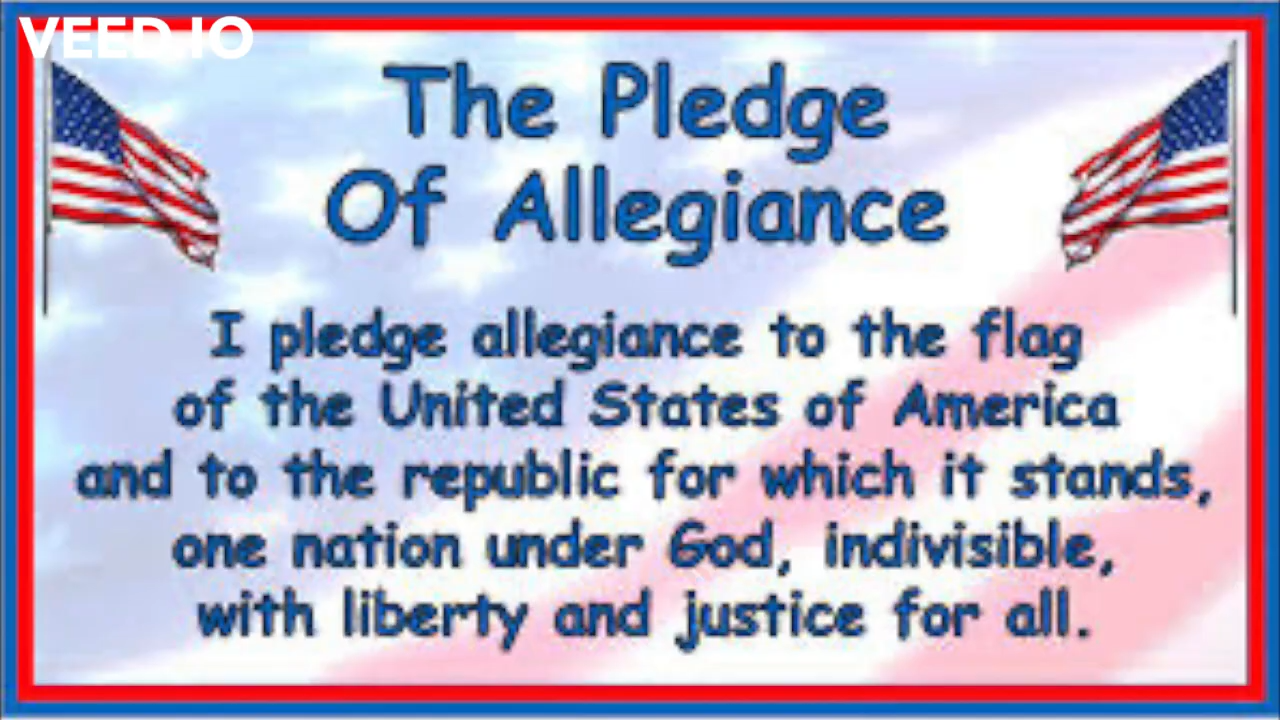 VEED.IO
The Pledge
Of Allegiance
I pledge allegiance to the flag
of the United States of America
and to the republic for which it stands,
one nation under God, indivisible,
with liberty and justice for all.